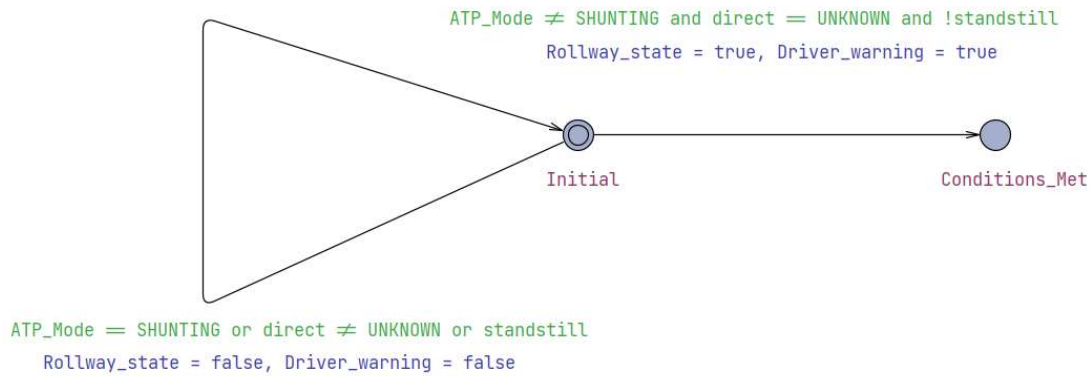 ATP_Mode ≠ SHUNTING and direct == UNKNOWN and !standstill
Rollway_state = true, Driver_warning = true
Initial
Conditions_Met
ATP_Mode == SHUNTING or direct ≠ UNKNOWN or standstill
Rollway_state = false, Driver_warning = false